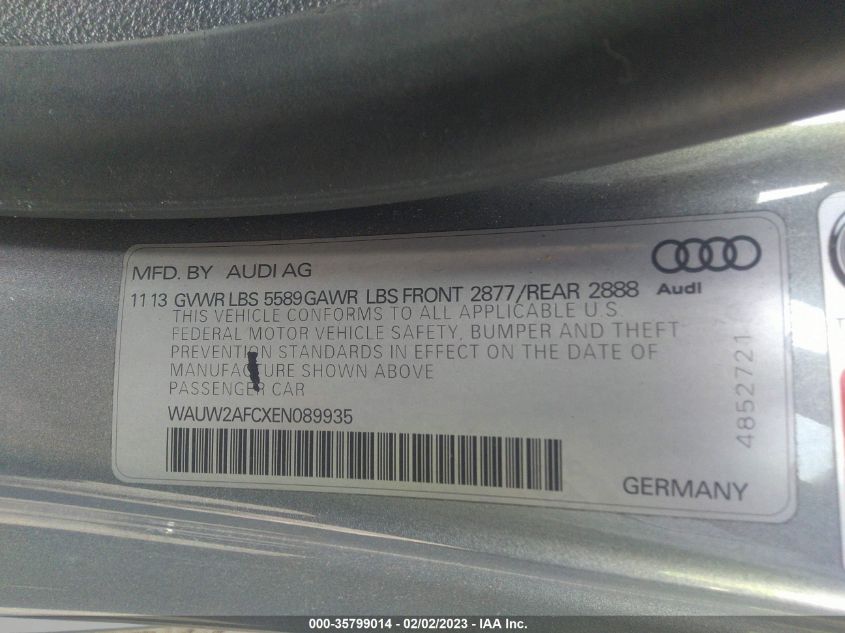 MFD. BY AUDI AG
Audi
11 13 GVWR LBS 5589 GAWR LBS FRONT 2877/REAR 2888
THIS VEHICLE CONFORMS TO ALL APPLICABLE U.S.
FEDERAL MOTOR VEHICLE SAFETY, BUMPER AND THEFT
PREVENTION STANDARDS IN EFFECT ON THE DATE OF
MANUFACTURE SHOWN ABOVE
PASSENGER CAR
WAUW2AFCXEN089935
4852721
GERMANY
000-35799014 - 02/02/2023 - IAA Inc.